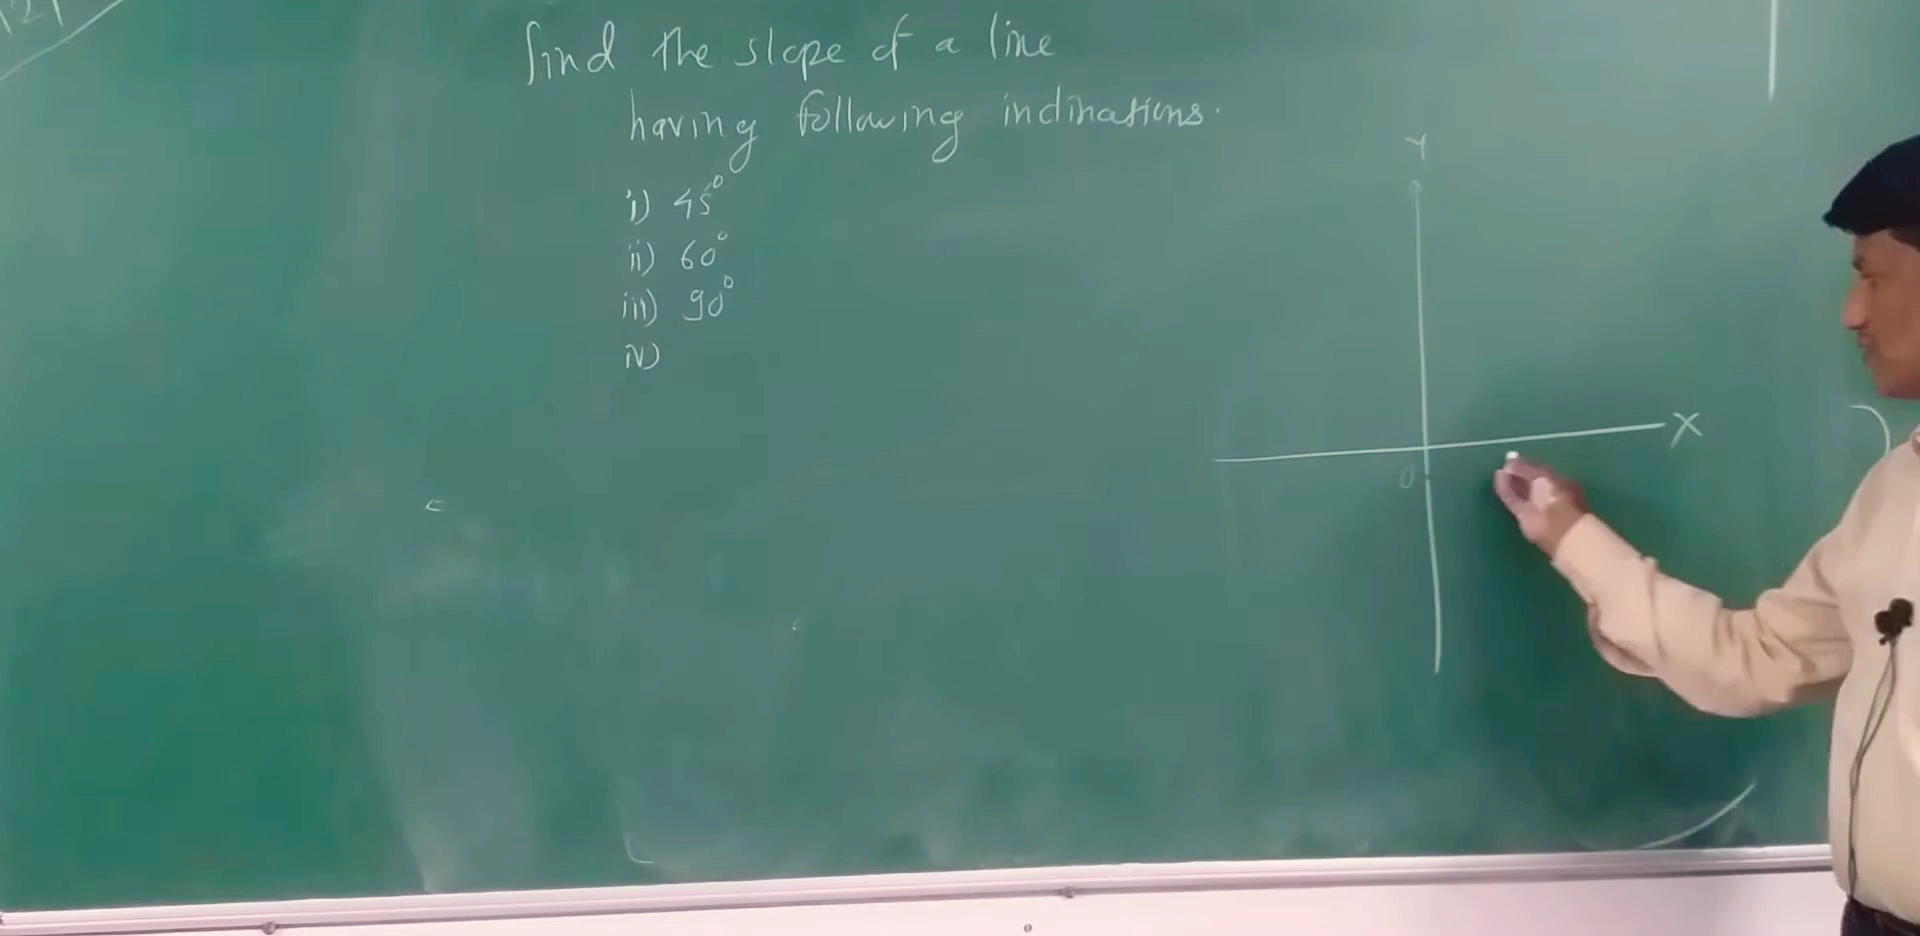 find the slope of a line
having following inclinations.
i) 45°
ii) 60°
iii) 90°
iv)
Y
X
O